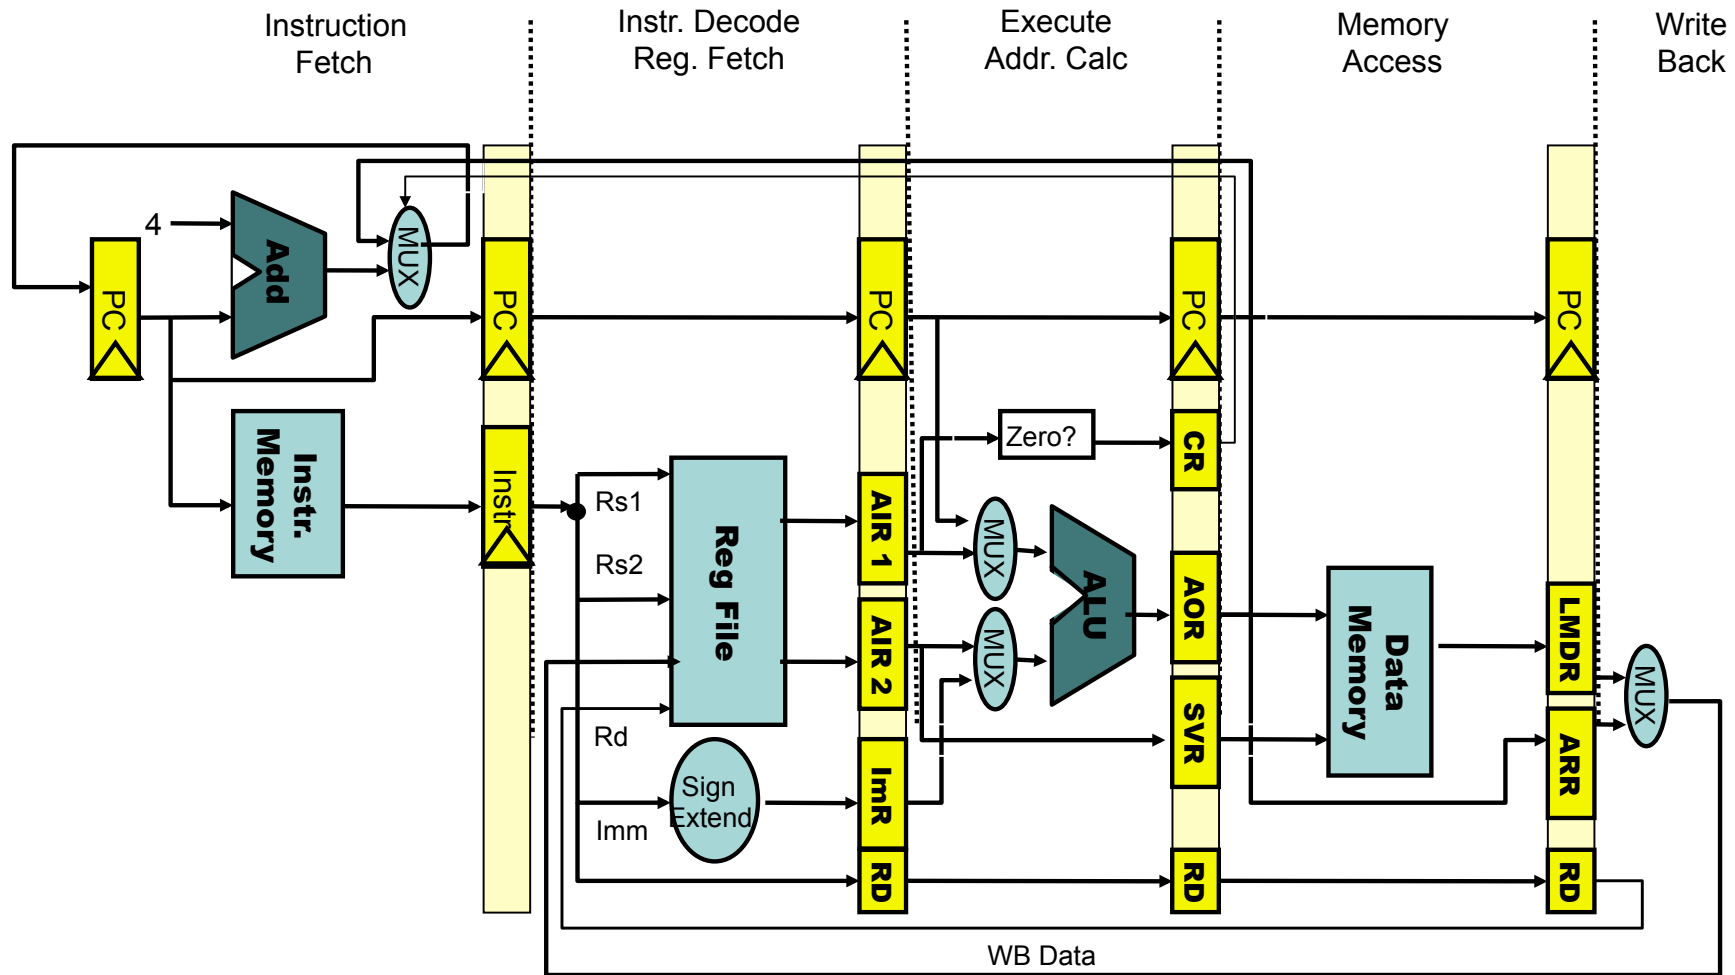 Instruction
Fetch
Instr. Decode
Reg. Fetch
Execute
Addr. Calc
Memory
Access
Write
Back
4
Add
MUX
PC
PC
PC
PC
PC
Instr.
Memory
Instr
Rs1
Rs2
Rd
Imm
Reg File
Sign
Extend
AIR 1
AIR 2
ImR
RD
Zero?
MUX
MUX
ALU
CR
AOR
SVR
RD
Data
Memory
LMDR
ARR
RD
MUX
WB Data